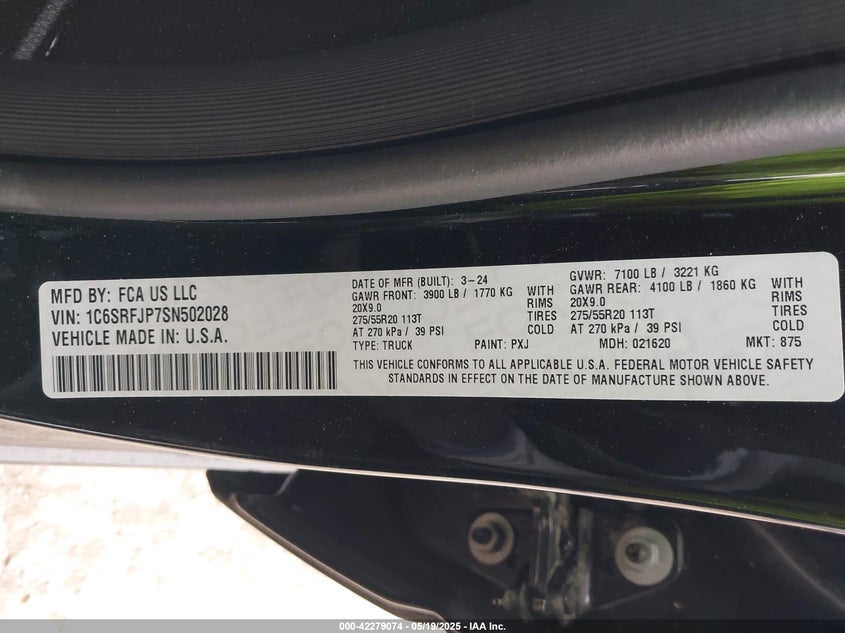 MFD BY: FCA US LLC
VIN: 1C6SRFJP7SN502028
VEHICLE MADE IN: U.S.A.
DATE OF MFR (BUILT): 3-24
GAWR FRONT: 3900 LB / 1770 KG WITH
20X9.0 RIMS
275/55R20 113T TIRES
AT 270 kPa / 39 PSI COLD
TYPE: TRUCK PAINT: PXJ
GVWR: 7100 LB / 3221 KG
GAWR REAR: 4100 LB / 1860 KG WITH
20X9.0 RIMS
275/55R20 113T TIRES
AT 270 kPa / 39 PSI COLD
MDH: 021620 MKT: 875
THIS VEHICLE CONFORMS TO ALL APPLICABLE U.S.A. FEDERAL MOTOR VEHICLE SAFETY
STANDARDS IN EFFECT ON THE DATE OF MANUFACTURE SHOWN ABOVE.
000-42279074 - 05/19/2025 - IAA Inc.